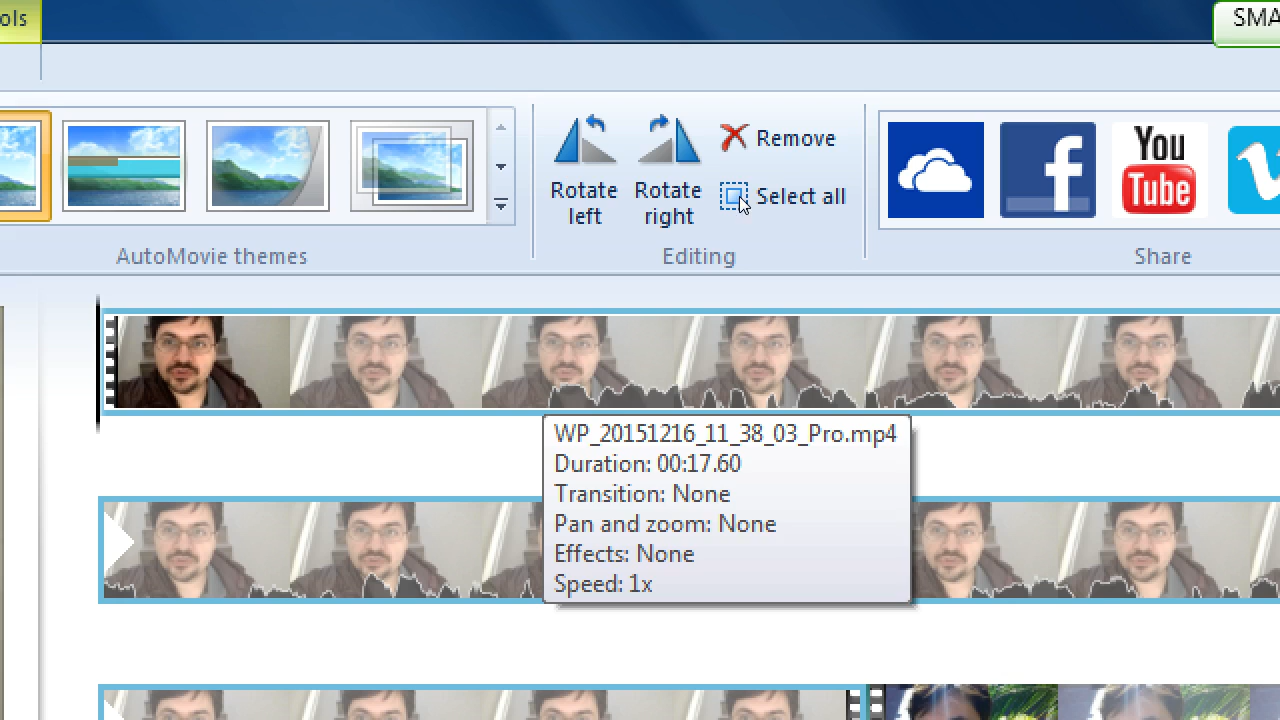 ols
SMA
Rotate left
Rotate right
Remove
Select all
f
You
Tube
AutoMovie themes
Editing
Share
WP_20151216_11_38_03_Pro.mp4
Duration: 00:17.60
Transition: None
Pan and zoom: None
Effects: None
Speed: 1x